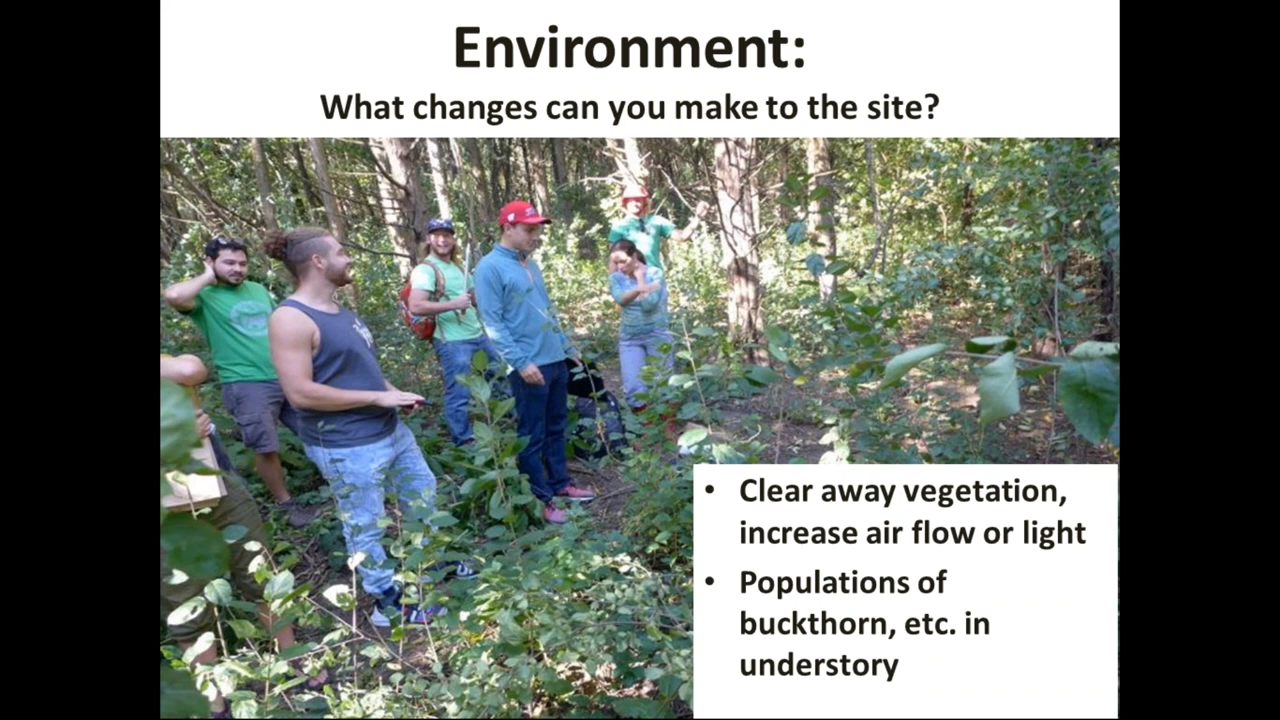 Environment:
What changes can you make to the site?
• Clear away vegetation,
increase air flow or light
• Populations of
buckthorn, etc. in
understory